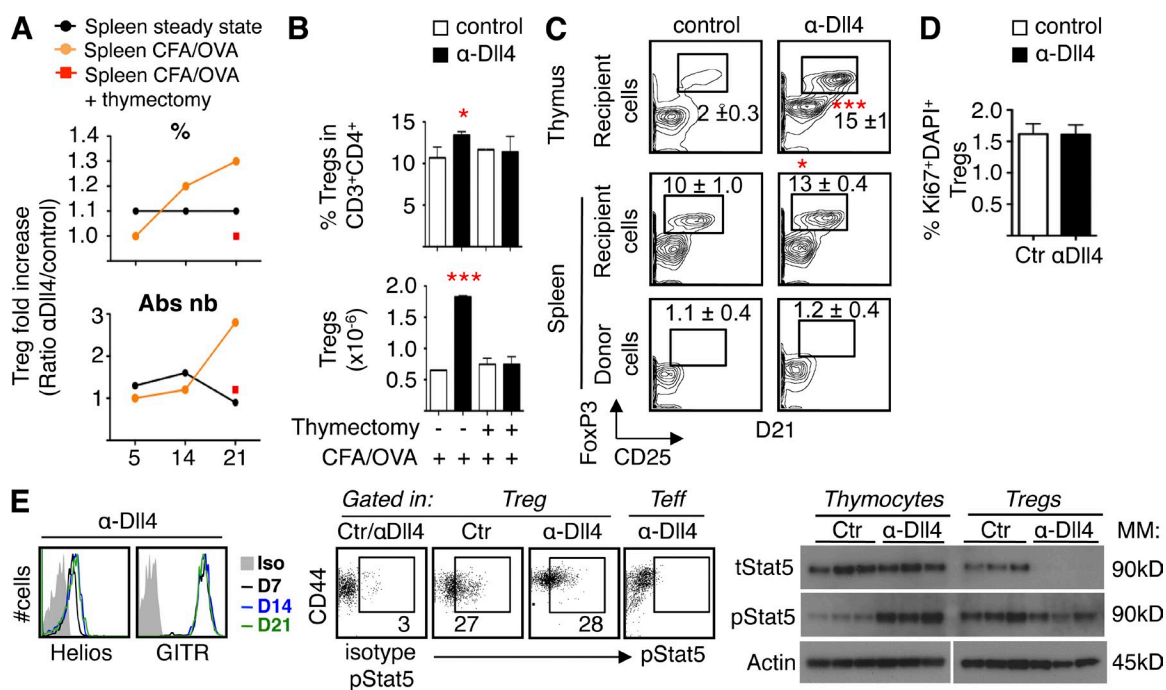 A
Spleen steady state
Spleen CFA/OVA
Spleen CFA/OVA
+ thymectomy
%
1.4
1.3
1.2
1.1
1.0
Abs nb
3
2
1
5 14 21
Treg fold increase
(Ratio αDll4/control)
B
control
α-Dll4
*
15
10
5
% Tregs in
CD3+CD4+
***
2.0
1.5
1.0
0.5
Tregs
(x10-6)
Thymectomy - - + +
CFA/OVA + + + +
C
control α-Dll4
Thymus
Recipient
cells
2 ±0.3
***
15 ±1
*
Spleen
Recipient
cells
10 ± 1.0
13 ± 0.4
Donor
cells
1.1 ± 0.4
1.2 ± 0.4
FoxP3
CD25
D21
D
control
α-Dll4
% Ki67+DAPI+
Tregs
2.0
1.5
1.0
0.5
Ctr αDll4
E
α-Dll4
#cells
Iso
D7
D14
D21
Helios GITR
Gated in: Treg Teff
Ctr/αDll4 Ctr α-Dll4 α-Dll4
CD44
3 27 28
isotype
pStat5
pStat5
Thymocytes Tregs
Ctr α-Dll4 Ctr α-Dll4 MM:
tStat5 90kD
pStat5 90kD
Actin 45kD